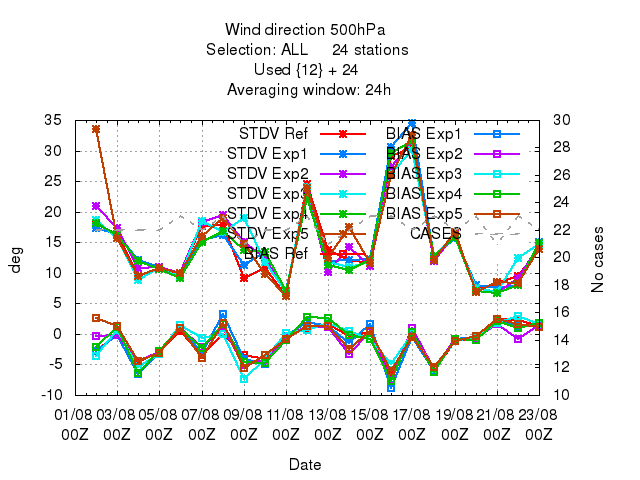 Wind direction 500hPa
Selection: ALL 24 stations
Used {12} + 24
Averaging window: 24h
35
30
25
20
15
10
5
0
-5
-10
deg
30
28
26
24
22
20
18
16
14
12
10
No cases
STDV Ref
STDV Exp1
STDV Exp2
STDV Exp3
STDV Exp4
STDV Exp5
BIAS Ref
BIAS Exp1
BIAS Exp2
BIAS Exp3
BIAS Exp4
BIAS Exp5
CASES
01/08 03/08 05/08 07/08 09/08 11/08 13/08 15/08 17/08 19/08 21/08 23/08
00Z 00Z 00Z 00Z 00Z 00Z 00Z 00Z 00Z 00Z 00Z 00Z
Date